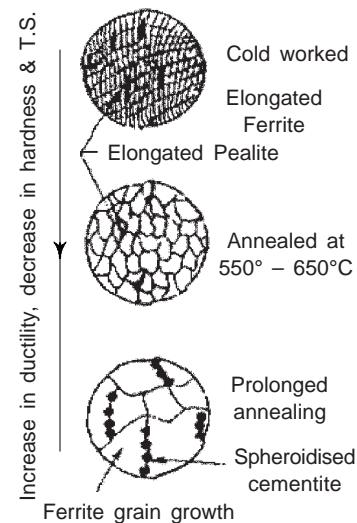 Increase in ductility, decrease in hardness & T.S.
Cold worked
Elongated
Ferrite
Elongated Pealite
Annealed at
550° – 650°C
Prolonged
annealing
Spheroidised
cementite
Ferrite grain growth